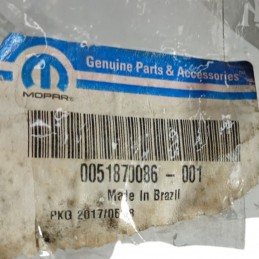 Genuine Parts & Accessories
MOPAR®
0051870086 - 001
Made In Brazil